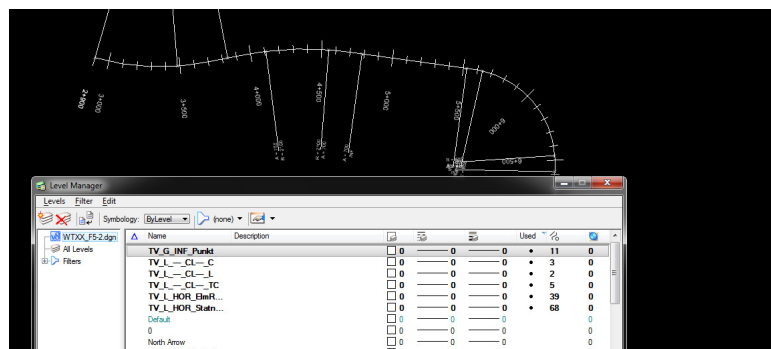 2+900
3+000
3+500
4+000
4+500
5+000
5+500
6+000
6+500
A = 700
Level Manager
Levels Filter Edit
Symbology: ByLevel (none)
WTXX_F5-2.dgn
All Levels
Filters
Name Description Used
TV_G_INF_Punkt 0 0 0 • 11 0
TV_L_—_CL—_C 0 0 0 • 3 0
TV_L_—_CL—_L 0 0 0 • 2 0
TV_L_—_CL—_TC 0 0 0 • 5 0
TV_L_HOR_ElmR... 0 0 0 • 39 0
TV_L_HOR_Statn... 0 0 0 • 68 0
Default 0 0 0 0
0 0 0 0 0
North Arrow 0 0 0 0